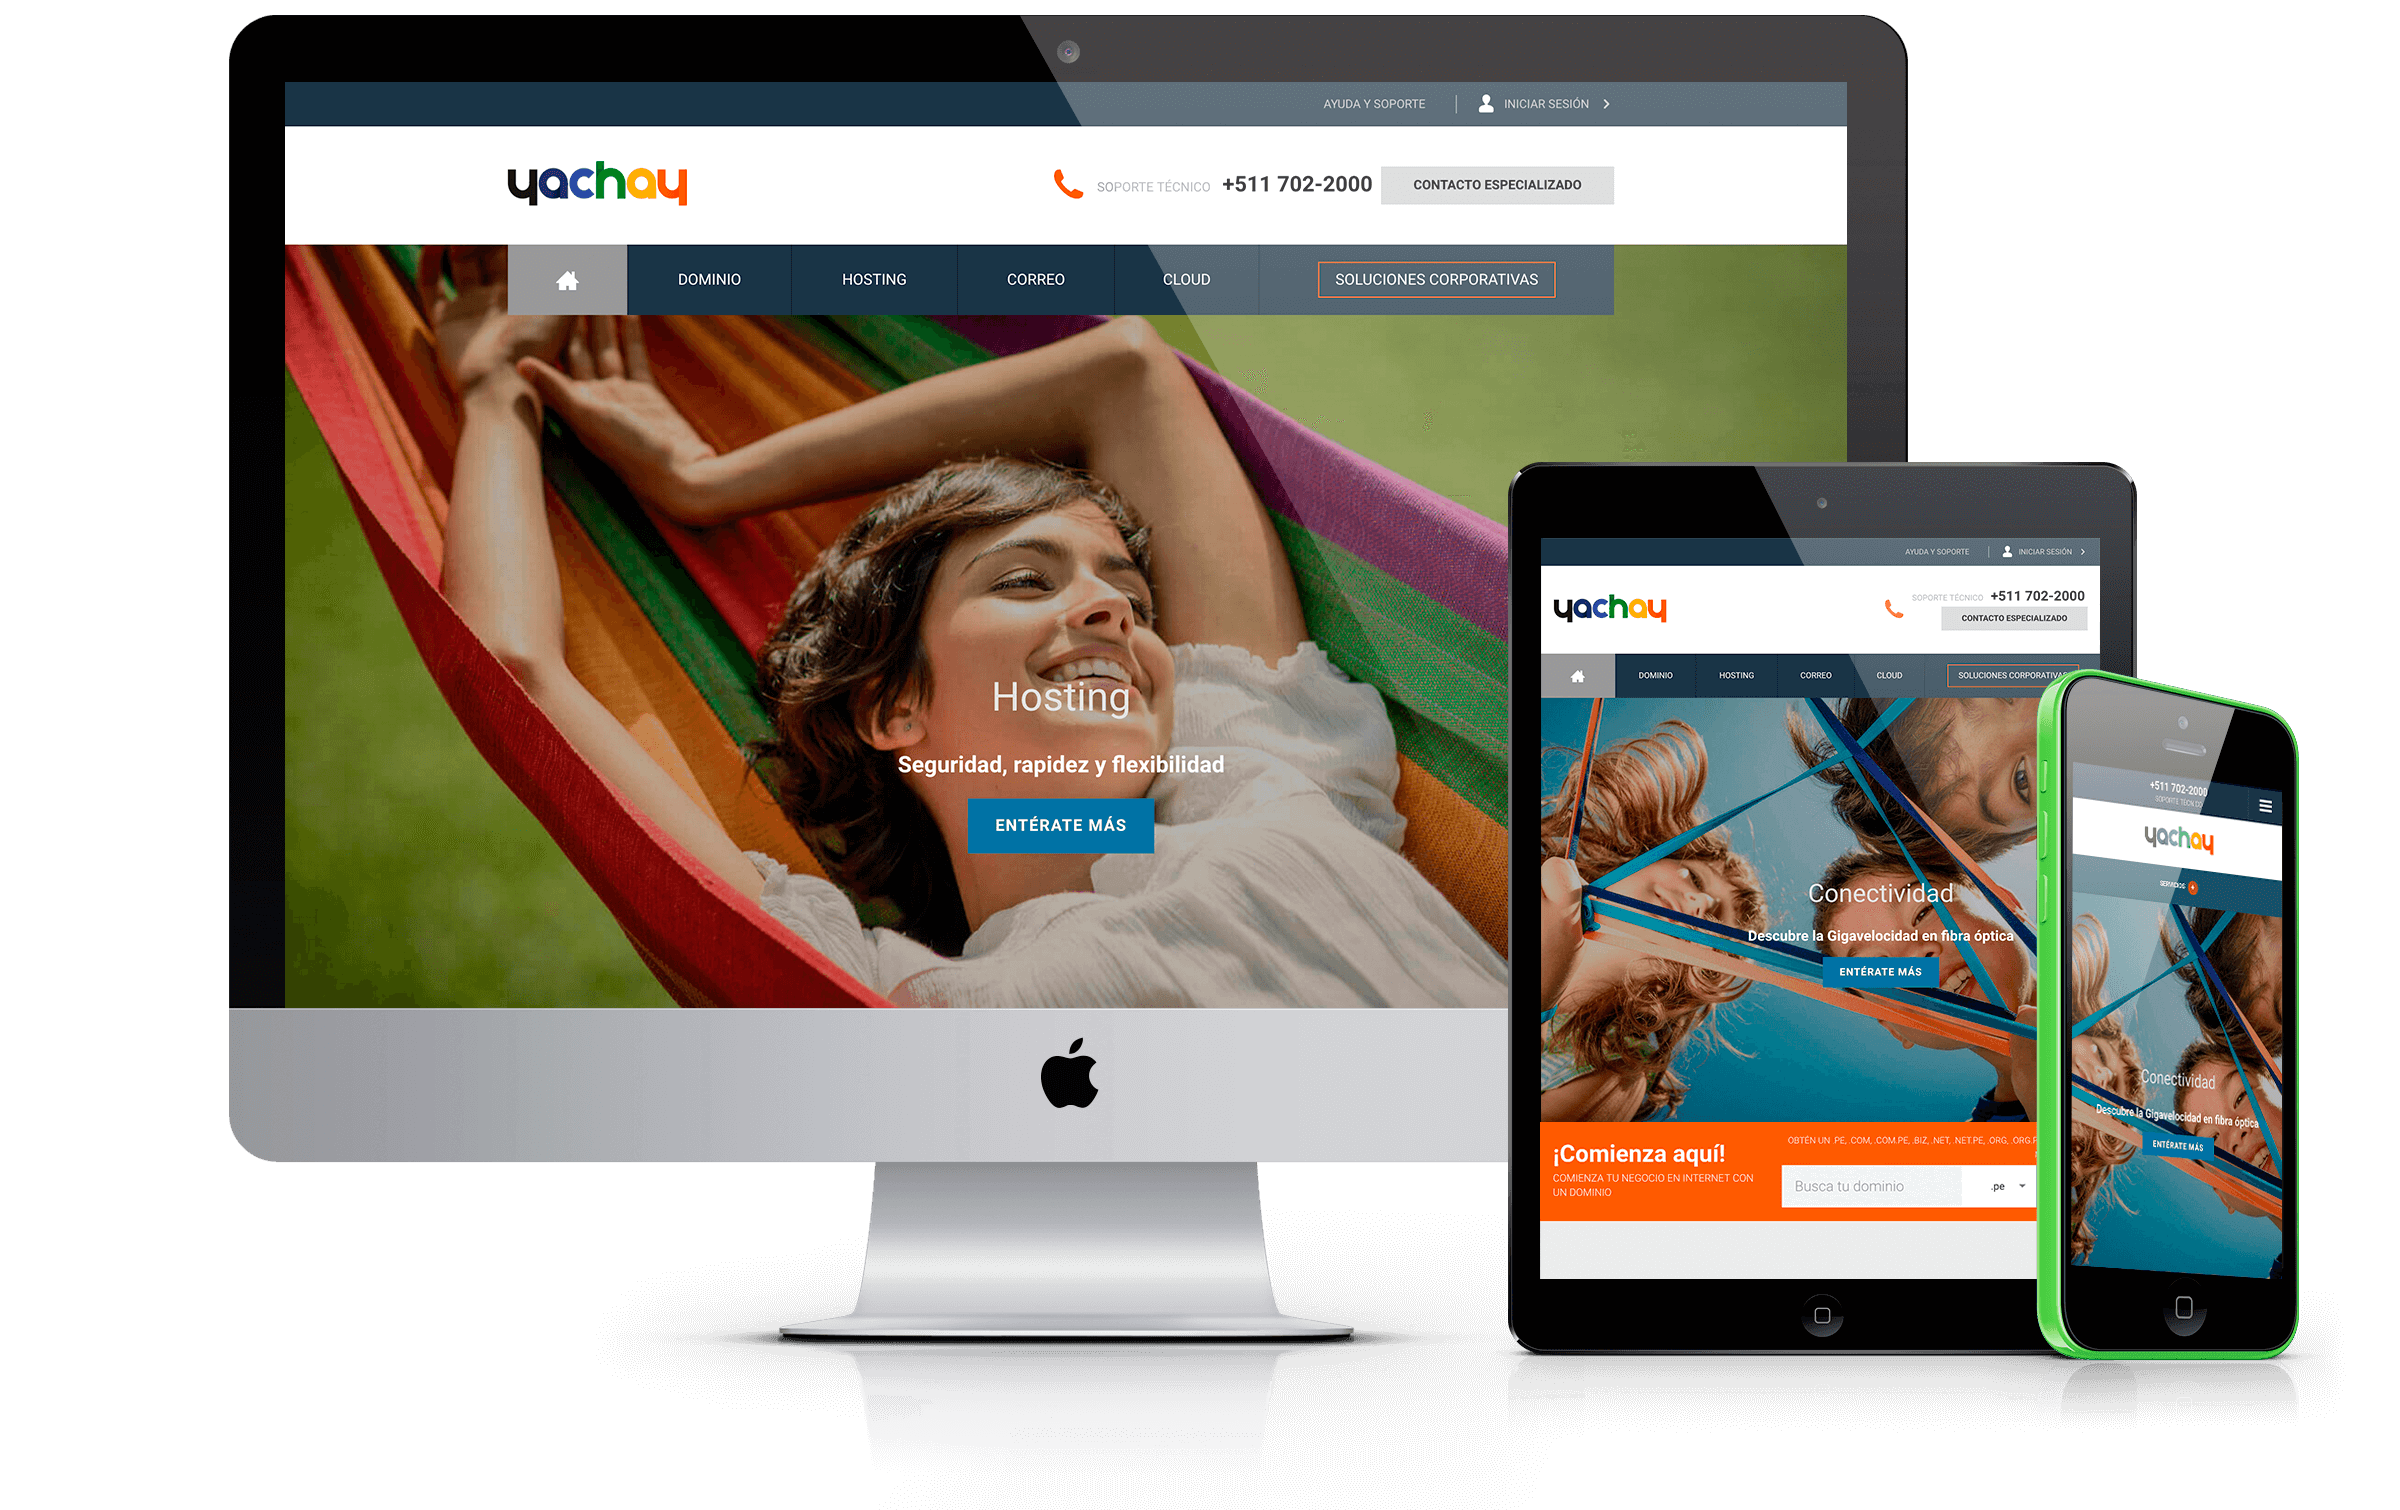 AYUDA Y SOPORTE INICIAR SESIÓN
yachay
SOPORTE TÉCNICO +511 702-2000 CONTACTO ESPECIALIZADO
DOMINIO HOSTING CORREO CLOUD SOLUCIONES CORPORATIVAS
Hosting
Seguridad, rapidez y flexibilidad
ENTÉRATE MÁS
AYUDA Y SOPORTE INICIAR SESIÓN
yachay
SOPORTE TÉCNICO +511 702-2000
CONTACTO ESPECIALIZADO
DOMINIO HOSTING CORREO CLOUD SOLUCIONES CORPORATIVAS
Conectividad
Descubre la Gigavelocidad en fibra óptica
ENTÉRATE MÁS
¡Comienza aquí!
COMIENZA TU NEGOCIO EN INTERNET CON
UN DOMINIO
OBTÉN UN .PE, .COM, .COM.PE, .BIZ, .NET, .NET.PE, .ORG, .ORG.P
Busca tu dominio .pe
+511 702-2000
SOPORTE TÉCNICO
yachay
SERVICIOS +
Conectividad
Descubre la Gigavelocidad en fibra óptica
ENTÉRATE MÁS